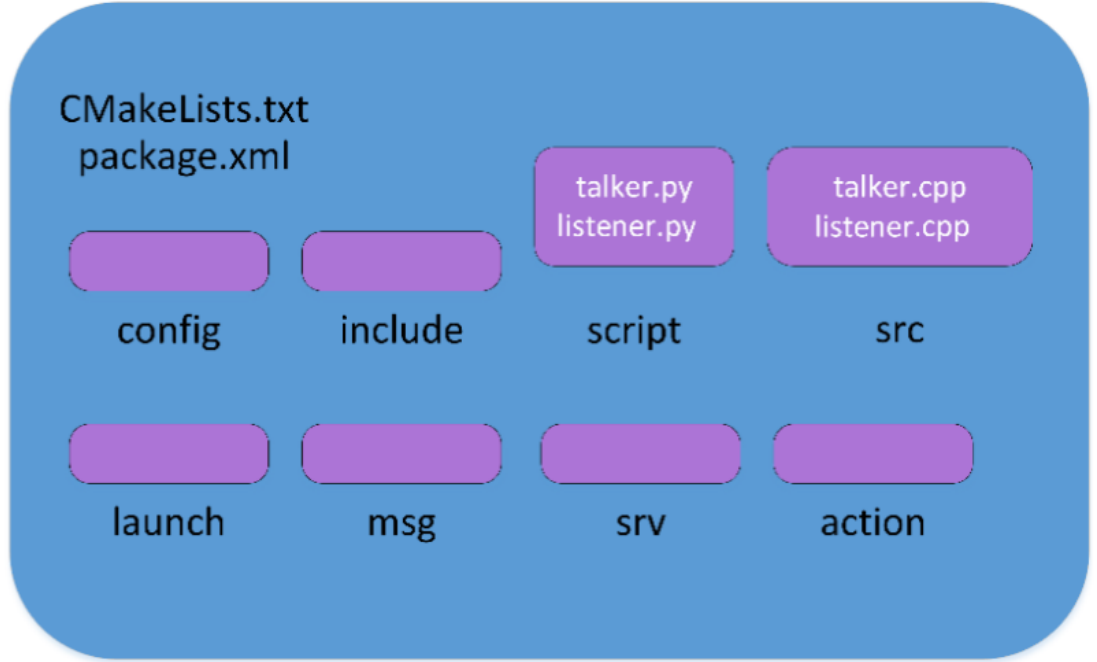 CMakeLists.txt
package.xml
talker.py
listener.py
talker.cpp
listener.cpp
config
include
script
src
launch
msg
srv
action